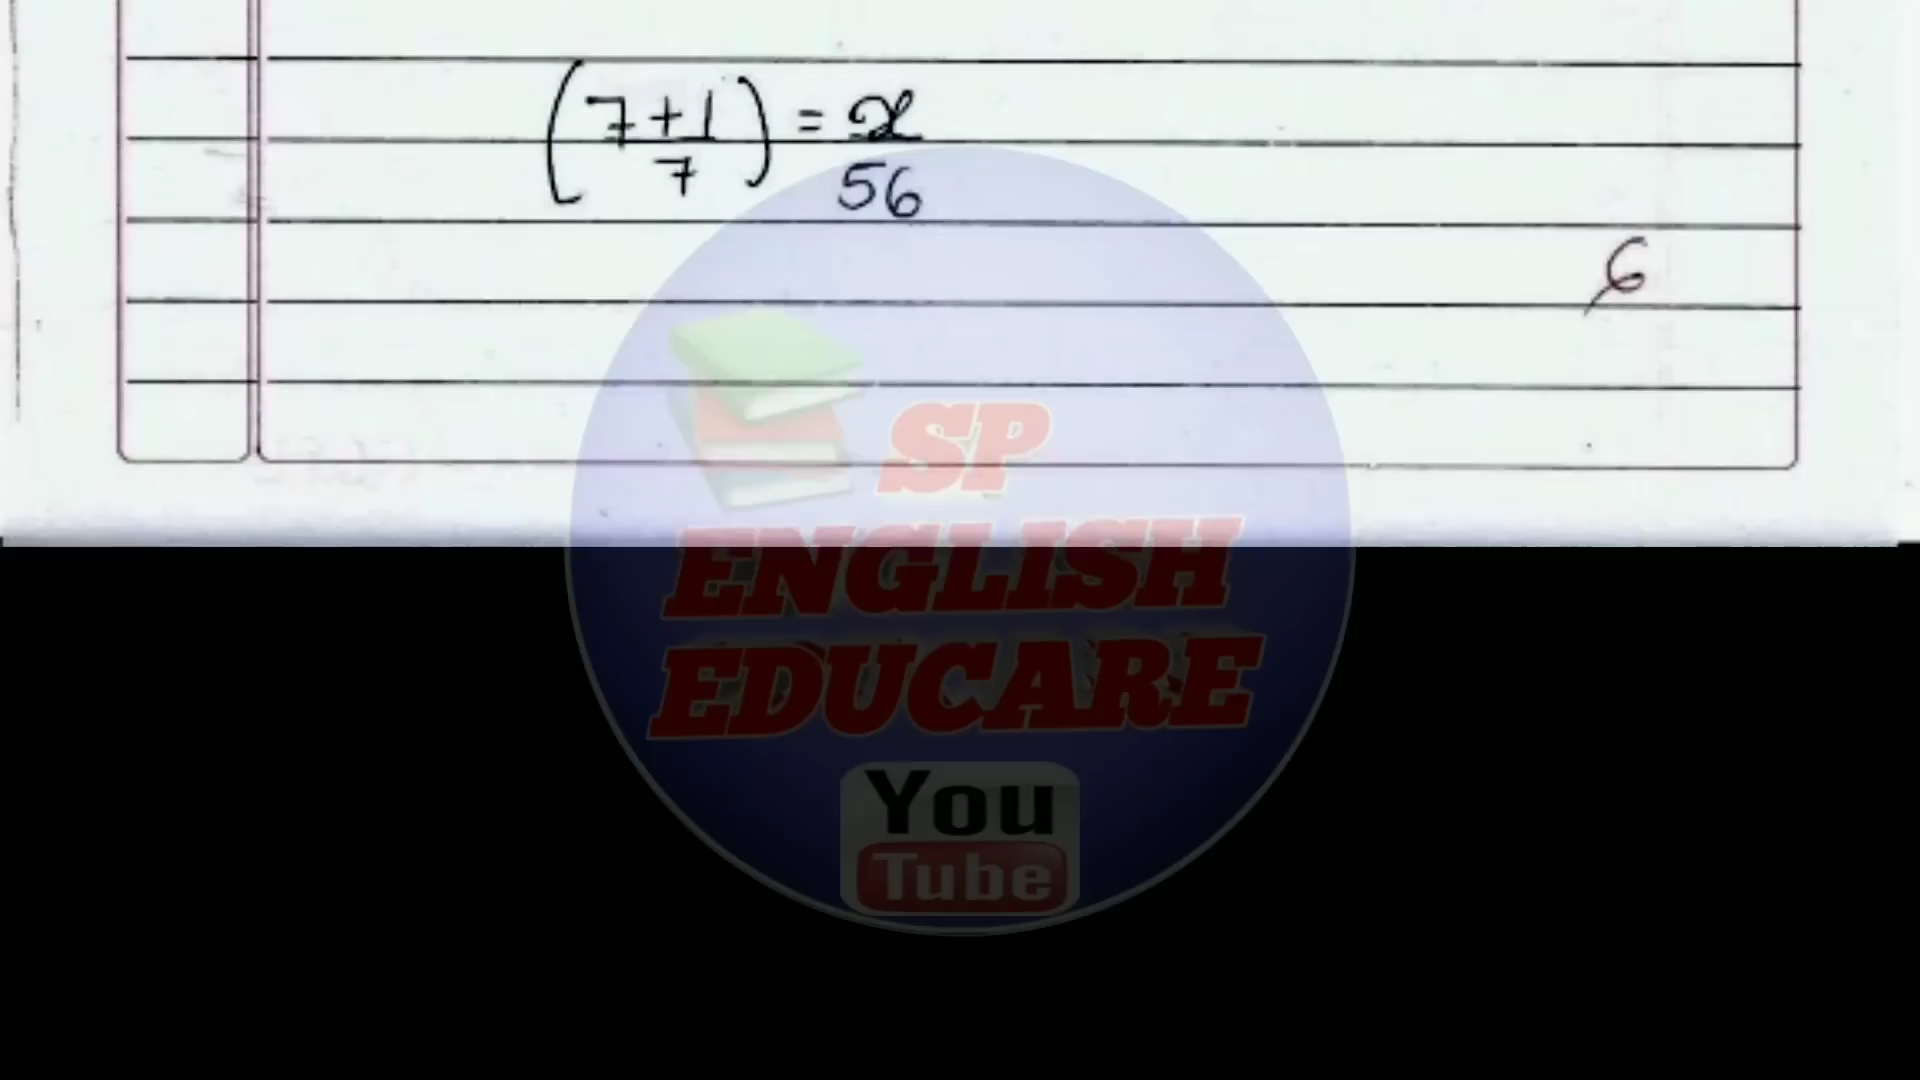 (7+1/7) = x/56
6
SP
ENGLISH
EDUCARE
You
Tube